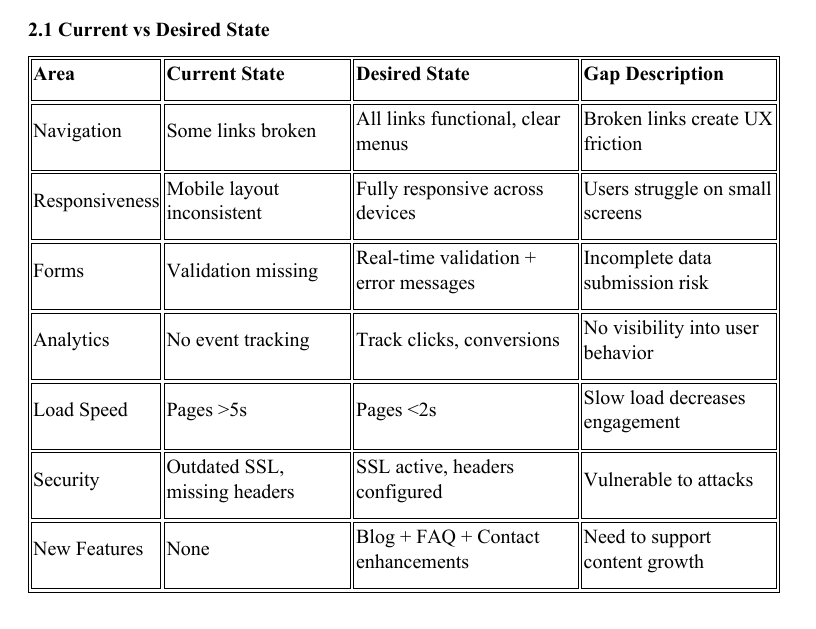 2.1 Current vs Desired State
Area Current State Desired State Gap Description
Navigation Some links broken All links functional, clear menus Broken links create UX friction
Responsiveness Mobile layout inconsistent Fully responsive across devices Users struggle on small screens
Forms Validation missing Real-time validation + error messages Incomplete data submission risk
Analytics No event tracking Track clicks, conversions No visibility into user behavior
Load Speed Pages >5s Pages <2s Slow load decreases engagement
Security Outdated SSL, missing headers SSL active, headers configured Vulnerable to attacks
New Features None Blog + FAQ + Contact enhancements Need to support content growth